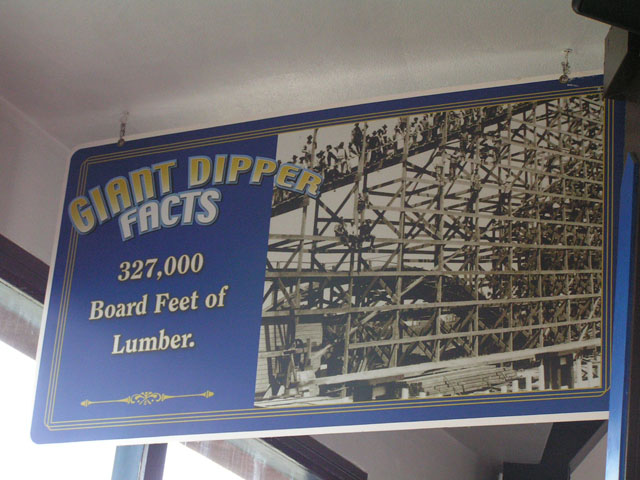 GIANT DIPPER
FACTS
327,000
Board Feet of
Lumber.